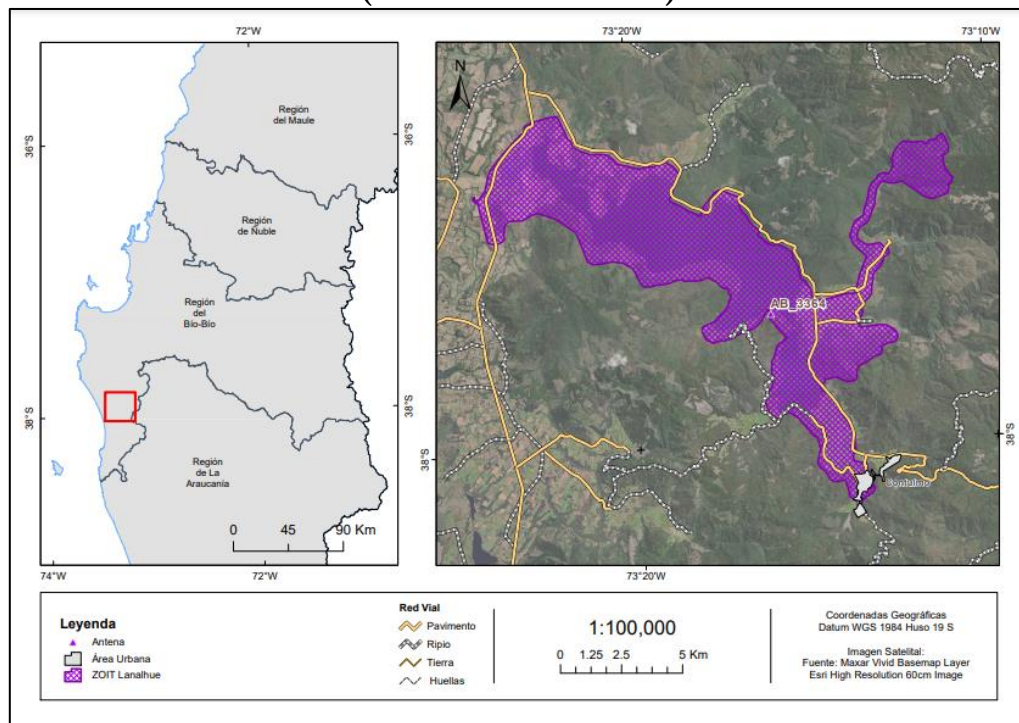 72°W
36°S
36°S
38°S
38°S
Región
del Maule
Región
de Ñuble
Región
del
Bío-Bío
Región
de La
Araucanía
0 45 90 Km
74°W
72°W
73°20'W
73°10'W
N
AB_3364
Contulmo
38°S
38°S
73°20'W
Leyenda
Antena
Área Urbana
ZOIT Lanalhue
Red Vial
Pavimento
Ripio
Tierra
Huellas
1:100,000
0 1.25 2.5 5 Km
Coordenadas Geográficas
Datum WGS 1984 Huso 19 S
Imagen Satelital:
Fuente: Maxar Vivid Basemap Layer
Esri High Resolution 60cm Image